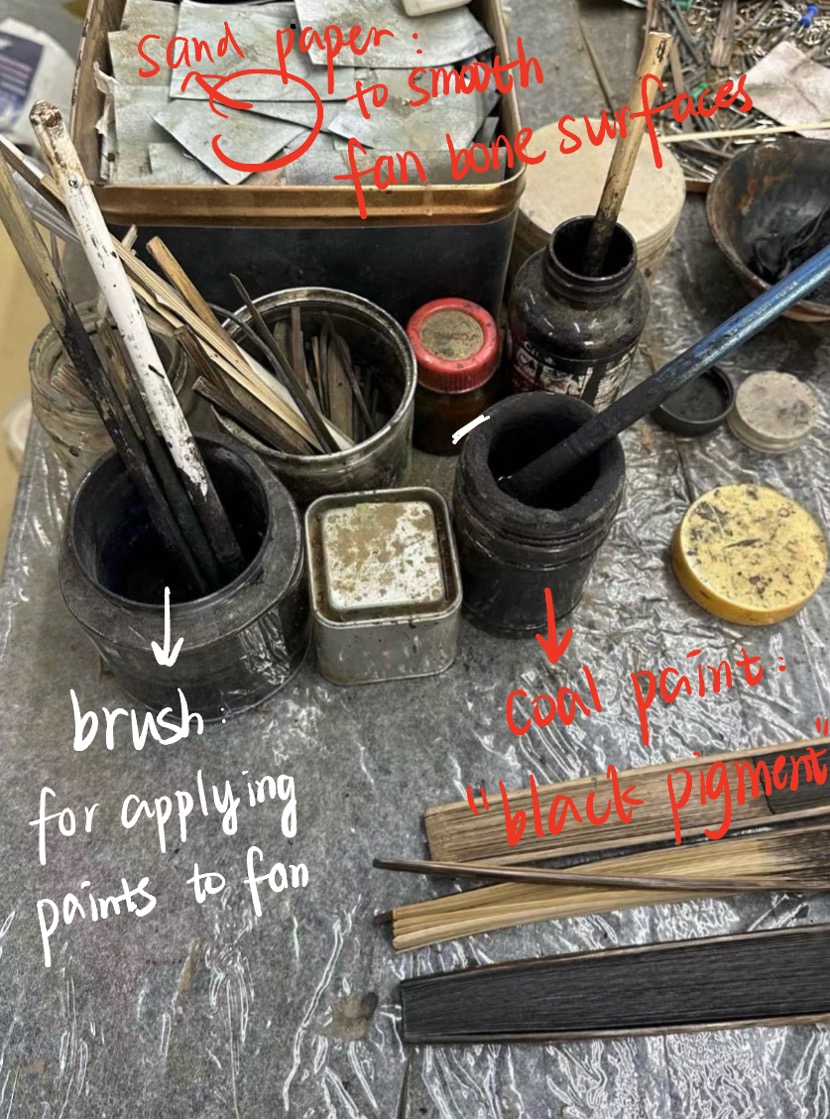 sand paper:
to smooth
fan bone surfaces
brush:
for applying
paints to fan
coal paint:
"black pigment"